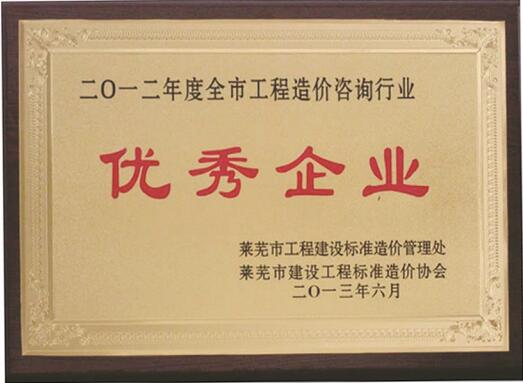 二〇一二年度全市工程造价咨询行业
优秀企业
莱芜市工程建设标准造价管理处
莱芜市建设工程标准造价协会
二〇一三年六月